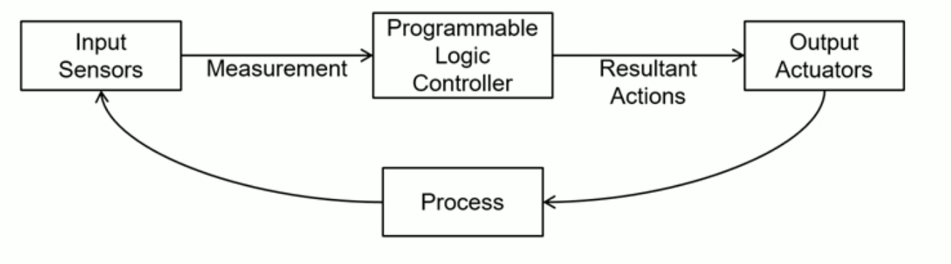 Input
Sensors
Measurement
Programmable
Logic
Controller
Resultant
Actions
Output
Actuators
Process